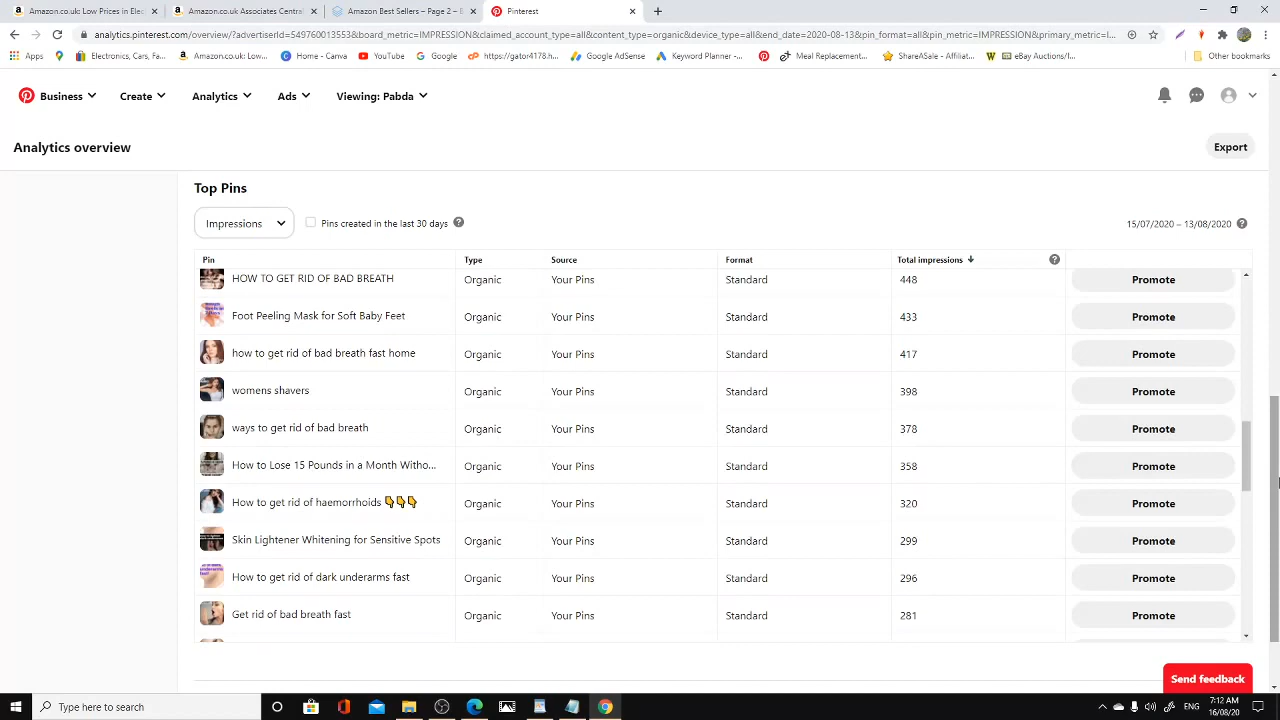 Amazon.co.uk: Low Prices in Elec
Amazon.co.uk Associates Central
Amazon Best Sellers – Page 2 – B
Pinterest
analytics.pinterest.com/overview/?advertiserId=549760013553&board_metric=IMPRESSION&claimed_account_type=all&content_type=organic&device_type=all&end_date=2020-08-13&pin_format=all&pin_metric=IMPRESSION&primary_metric=I...
Apps
Electronics, Cars, Fa...
Amazon.co.uk: Low...
Home - Canva
YouTube
Google
https://gator4178.h...
Google AdSense
Keyword Planner -...
Meal Replacement...
ShareASale - Affiliat...
(1) eBay Auctions/I...
Other bookmarks
Business Create Analytics Ads Viewing: Pabda
Analytics overview
Export
Top Pins
Impressions
Pins created in the last 30 days
15/07/2020 – 13/08/2020
Pin Type Source Format Total impressions
HOW TO GET RID OF BAD BREATH Organic Your Pins Standard 448 Promote
Foot Peeling Mask for Soft Baby Feet Organic Your Pins Standard 433 Promote
how to get rid of bad breath fast home Organic Your Pins Standard 417 Promote
womens shavers Organic Your Pins Standard 398 Promote
ways to get rid of bad breath Organic Your Pins Standard 378 Promote
How to Lose 15 Pounds in a Month Witho... Organic Your Pins Standard Promote
How to get rid of haemorrhoids 👇👇👇 Organic Your Pins Standard 320 Promote
Skin Lightener Whitening for Sensitive Spots Organic Your Pins Standard Promote
How to get rid of dark underarms fast Organic Your Pins Standard 296 Promote
Get rid of bad breath fast Organic Your Pins Standard 281 Promote
Send feedback
Type here to search
7:12 AM
16/08/20